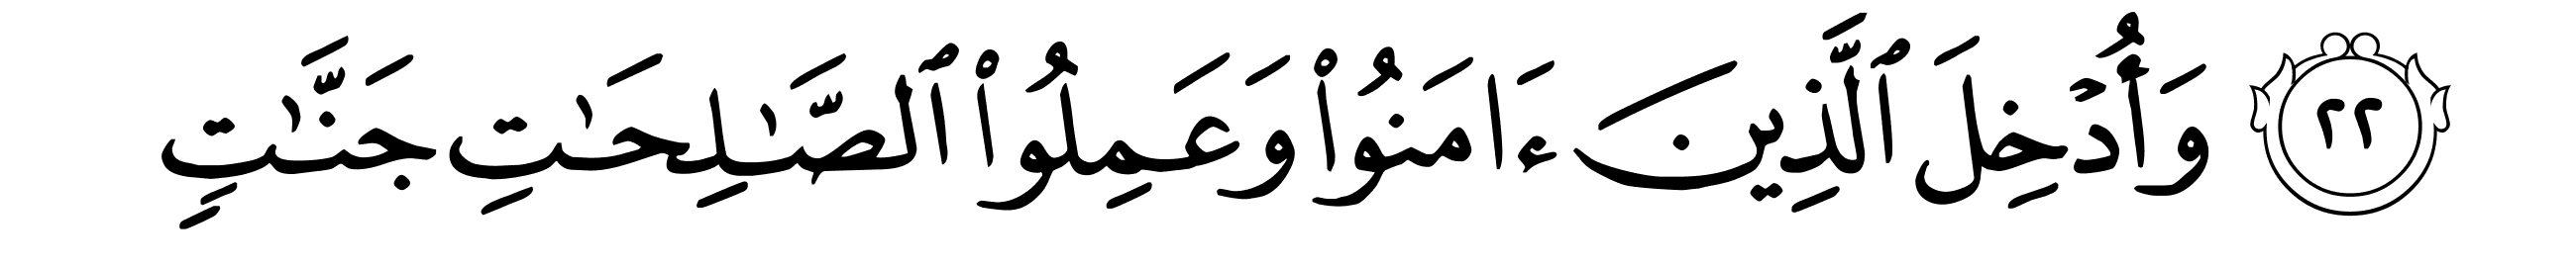 ٢٢ وَأُدْخِلَ ٱلَّذِينَ ءَامَنُوا۟ وَعَمِلُوا۟ ٱلصَّـٰلِحَـٰتِ جَنَّـٰتٍ